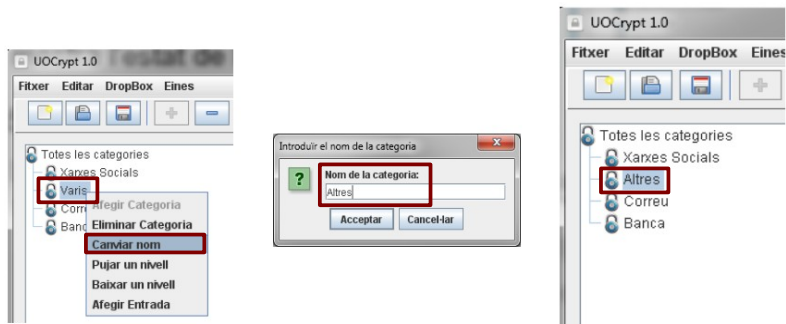 UOCrypt 1.0
Fitxer Editar DropBox Eines
Totes les categories
Xarxes Socials
Varis
Afegir Categoria
Eliminar Categoria
Canviar nom
Pujar un nivell
Baixar un nivell
Afegir Entrada
Introduïr el nom de la categoria
Nom de la categoria:
Altres
Acceptar Cancel·lar
UOCrypt 1.0
Fitxer Editar DropBox Eines
Totes les categories
Xarxes Socials
Altres
Correu
Banca